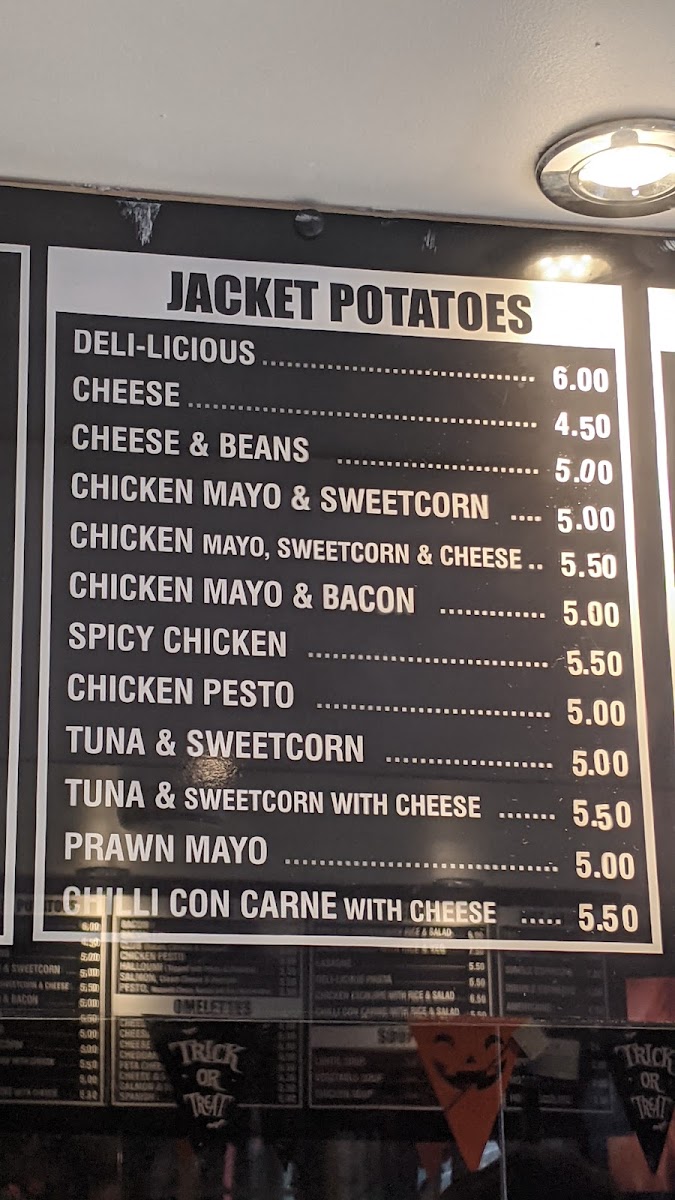 JACKET POTATOES
DELI-LICIOUS ........................................ 6.00
CHEESE .................................................. 4.50
CHEESE & BEANS ............................ 5.00
CHICKEN MAYO & SWEETCORN .... 5.00
CHICKEN MAYO, SWEETCORN & CHEESE .. 5.50
CHICKEN MAYO & BACON ............. 5.00
SPICY CHICKEN ............................... 5.50
CHICKEN PESTO .............................. 5.00
TUNA & SWEETCORN ..................... 5.00
TUNA & SWEETCORN WITH CHEESE ....... 5.50
PRAWN MAYO .................................. 5.00
CHILLI CON CARNE WITH CHEESE ..... 5.50
CHICKEN PESTO
OMELETTES
TRICK
OR
TREAT
TRICK
OR
TREAT